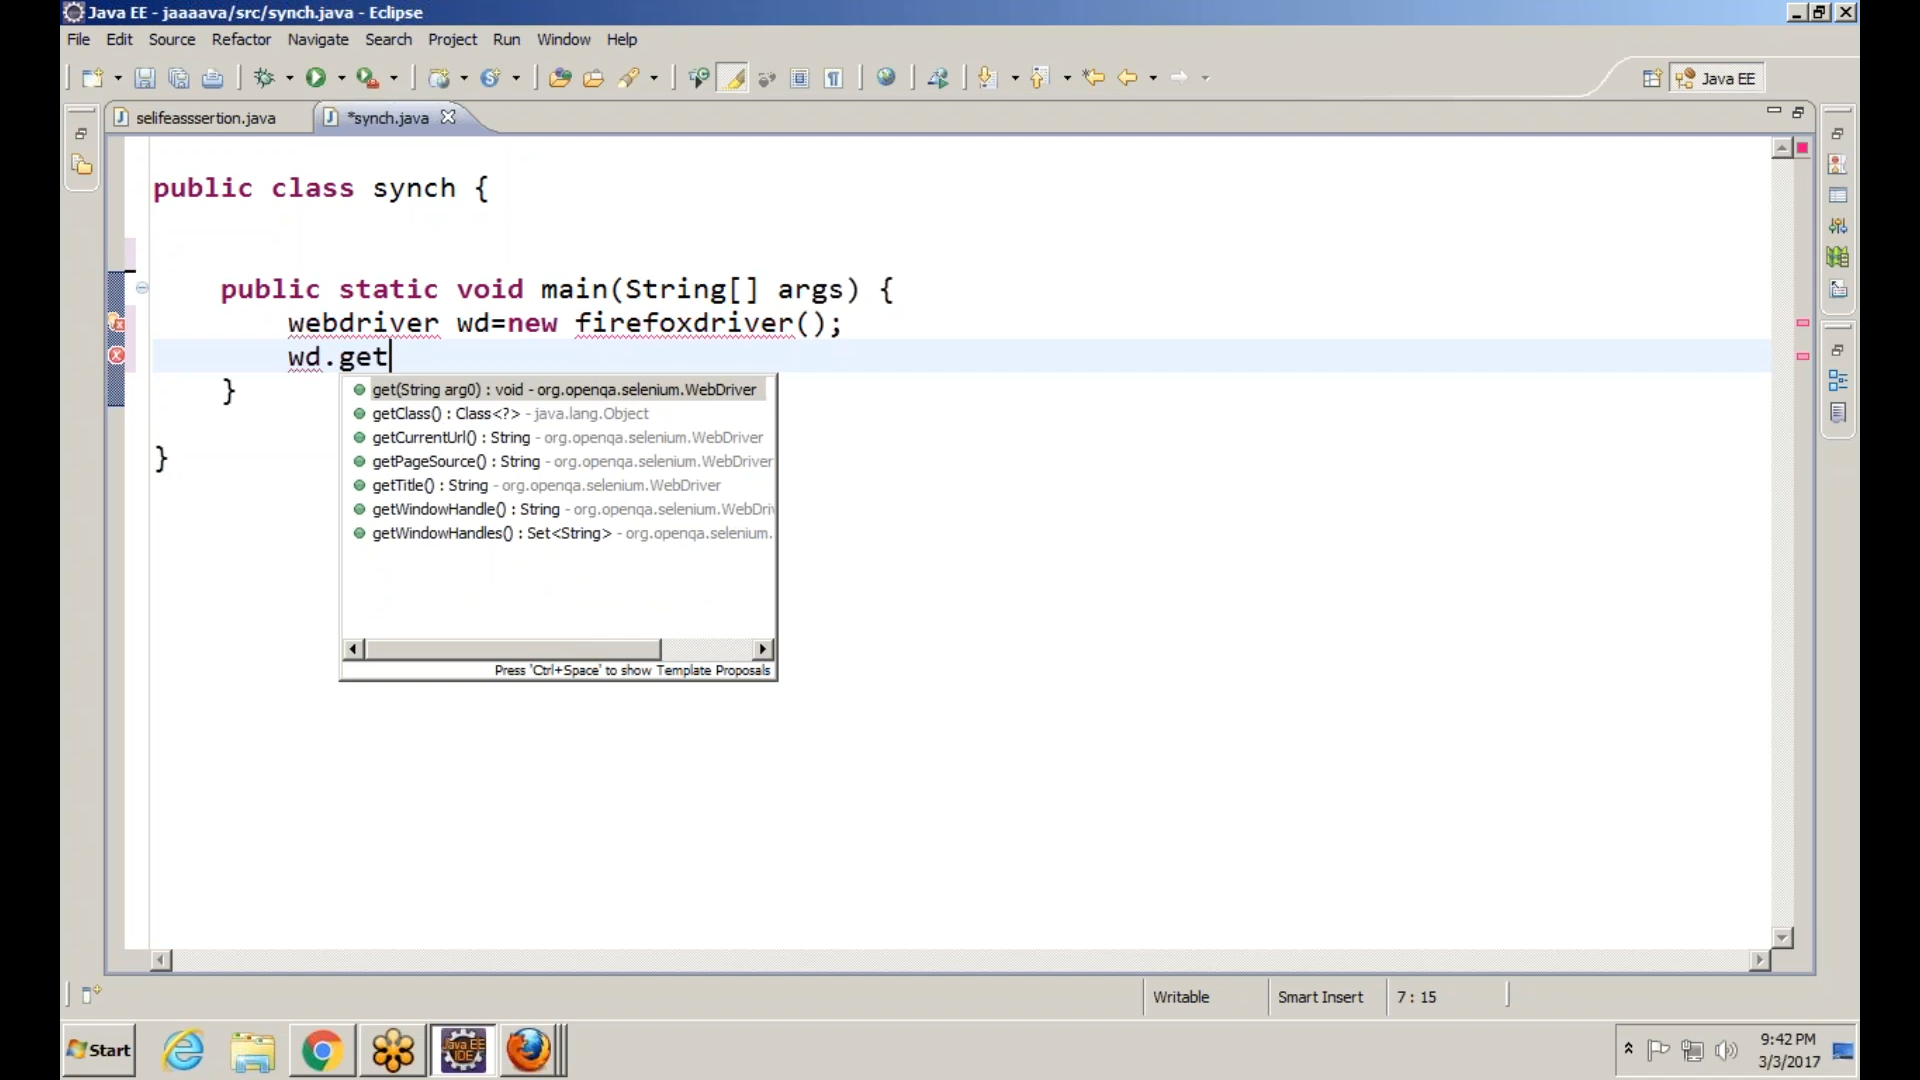 Java EE - jaaaava/src/synch.java - Eclipse
File Edit Source Refactor Navigate Search Project Run Window Help
Java EE
selifeasssertion.java
*synch.java
public class synch {
public static void main(String[] args) {
webdriver wd=new firefoxdriver();
wd.get
}
}
get(String arg0) : void - org.openqa.selenium.WebDriver
getClass() : Class<?> - java.lang.Object
getCurrentUrl() : String - org.openqa.selenium.WebDriver
getPageSource() : String - org.openqa.selenium.WebDriver
getTitle() : String - org.openqa.selenium.WebDriver
getWindowHandle() : String - org.openqa.selenium.WebDri
getWindowHandles() : Set<String> - org.openqa.selenium.
Press 'Ctrl+Space' to show Template Proposals
Writable
Smart Insert
7 : 15
Start
Java EE
IDE
9:42 PM
3/3/2017